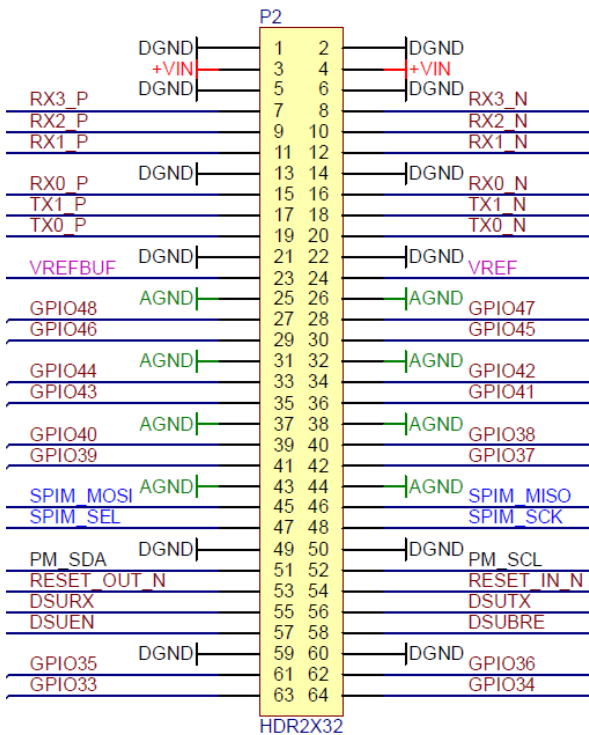 P2
DGND 1 2 DGND
+VIN 3 4 +VIN
DGND 5 6 DGND
RX3_P 7 8 RX3_N
RX2_P 9 10 RX2_N
RX1_P 11 12 RX1_N
DGND 13 14 DGND
RX0_P 15 16 RX0_N
TX1_P 17 18 TX1_N
TX0_P 19 20 TX0_N
DGND 21 22 DGND
VREFBUF 23 24 VREF
AGND 25 26 AGND
GPIO48 27 28 GPIO47
GPIO46 29 30 GPIO45
AGND 31 32 AGND
GPIO44 33 34 GPIO42
GPIO43 35 36 GPIO41
AGND 37 38 AGND
GPIO40 39 40 GPIO38
GPIO39 41 42 GPIO37
AGND 43 44 AGND
SPIM_MOSI 45 46 SPIM_MISO
SPIM_SEL 47 48 SPIM_SCK
DGND 49 50 DGND
PM_SDA 51 52 PM_SCL
RESET_OUT_N 53 54 RESET_IN_N
DSURX 55 56 DSUTX
DSUEN 57 58 DSUBRE
DGND 59 60 DGND
GPIO35 61 62 GPIO36
GPIO33 63 64 GPIO34
HDR2X32